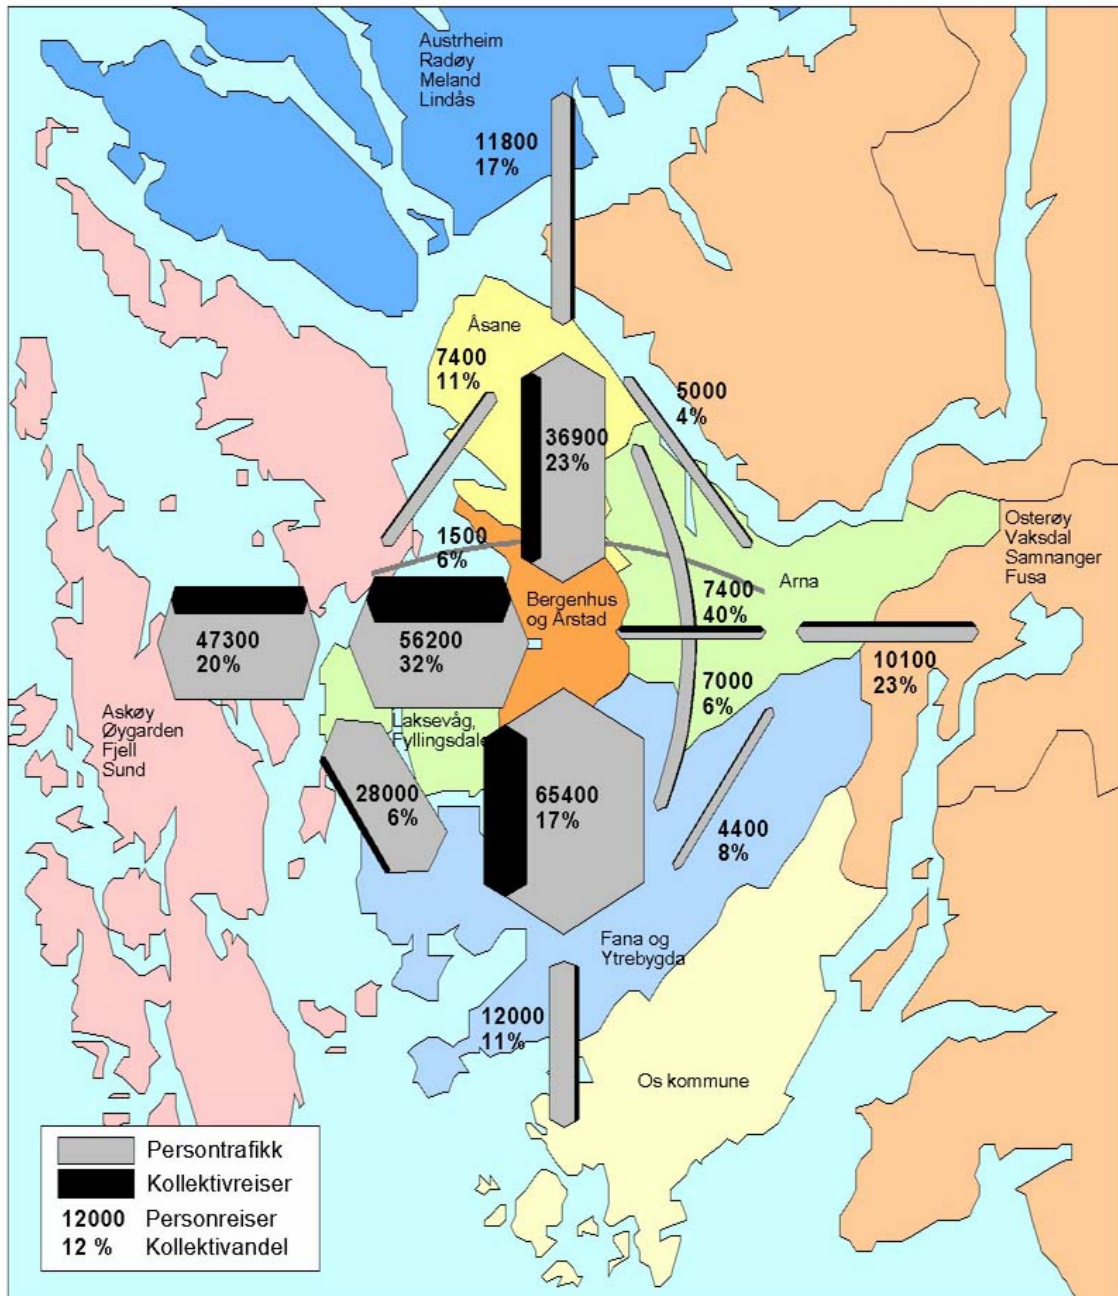 Austrheim
Radøy
Meland
Lindås
11800
17%
Åsane
7400
11%
5000
4%
36900
23%
1500
6%
Osterøy
Vaksdal
Samnanger
Fusa
Arna
7400
40%
Bergenhus
og Årstad
47300
20%
56200
32%
10100
23%
7000
6%
Askøy
Øygarden
Fjell
Sund
Laksevåg,
Fyllingsdale
28000
6%
65400
17%
4400
8%
Fana og
Ytrebygda
12000
11%
Os kommune
Persontrafikk
Kollektivreiser
12000 Personreiser
12 % Kollektivandel